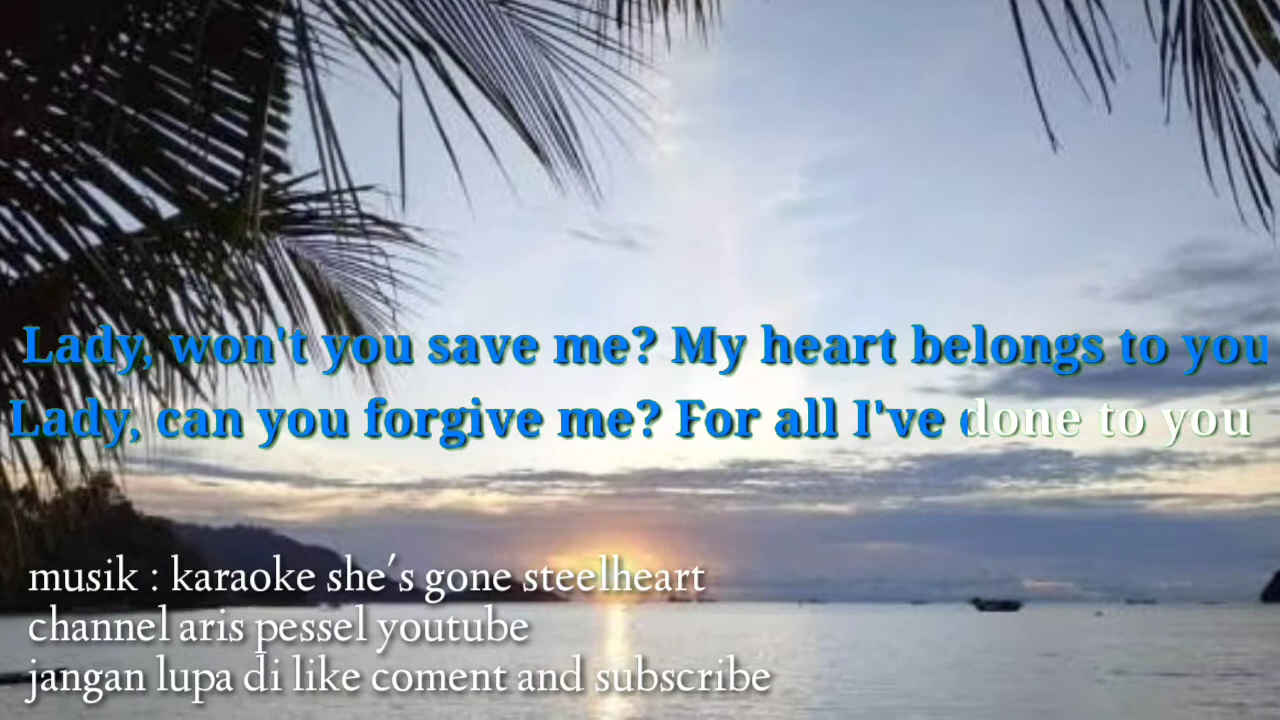 Lady, won't you save me? My heart belongs to you
Lady, can you forgive me? For all I've done to you
musik : karaoke she's gone steelheart
channel aris pessel youtube
jangan lupa di like coment and subscribe